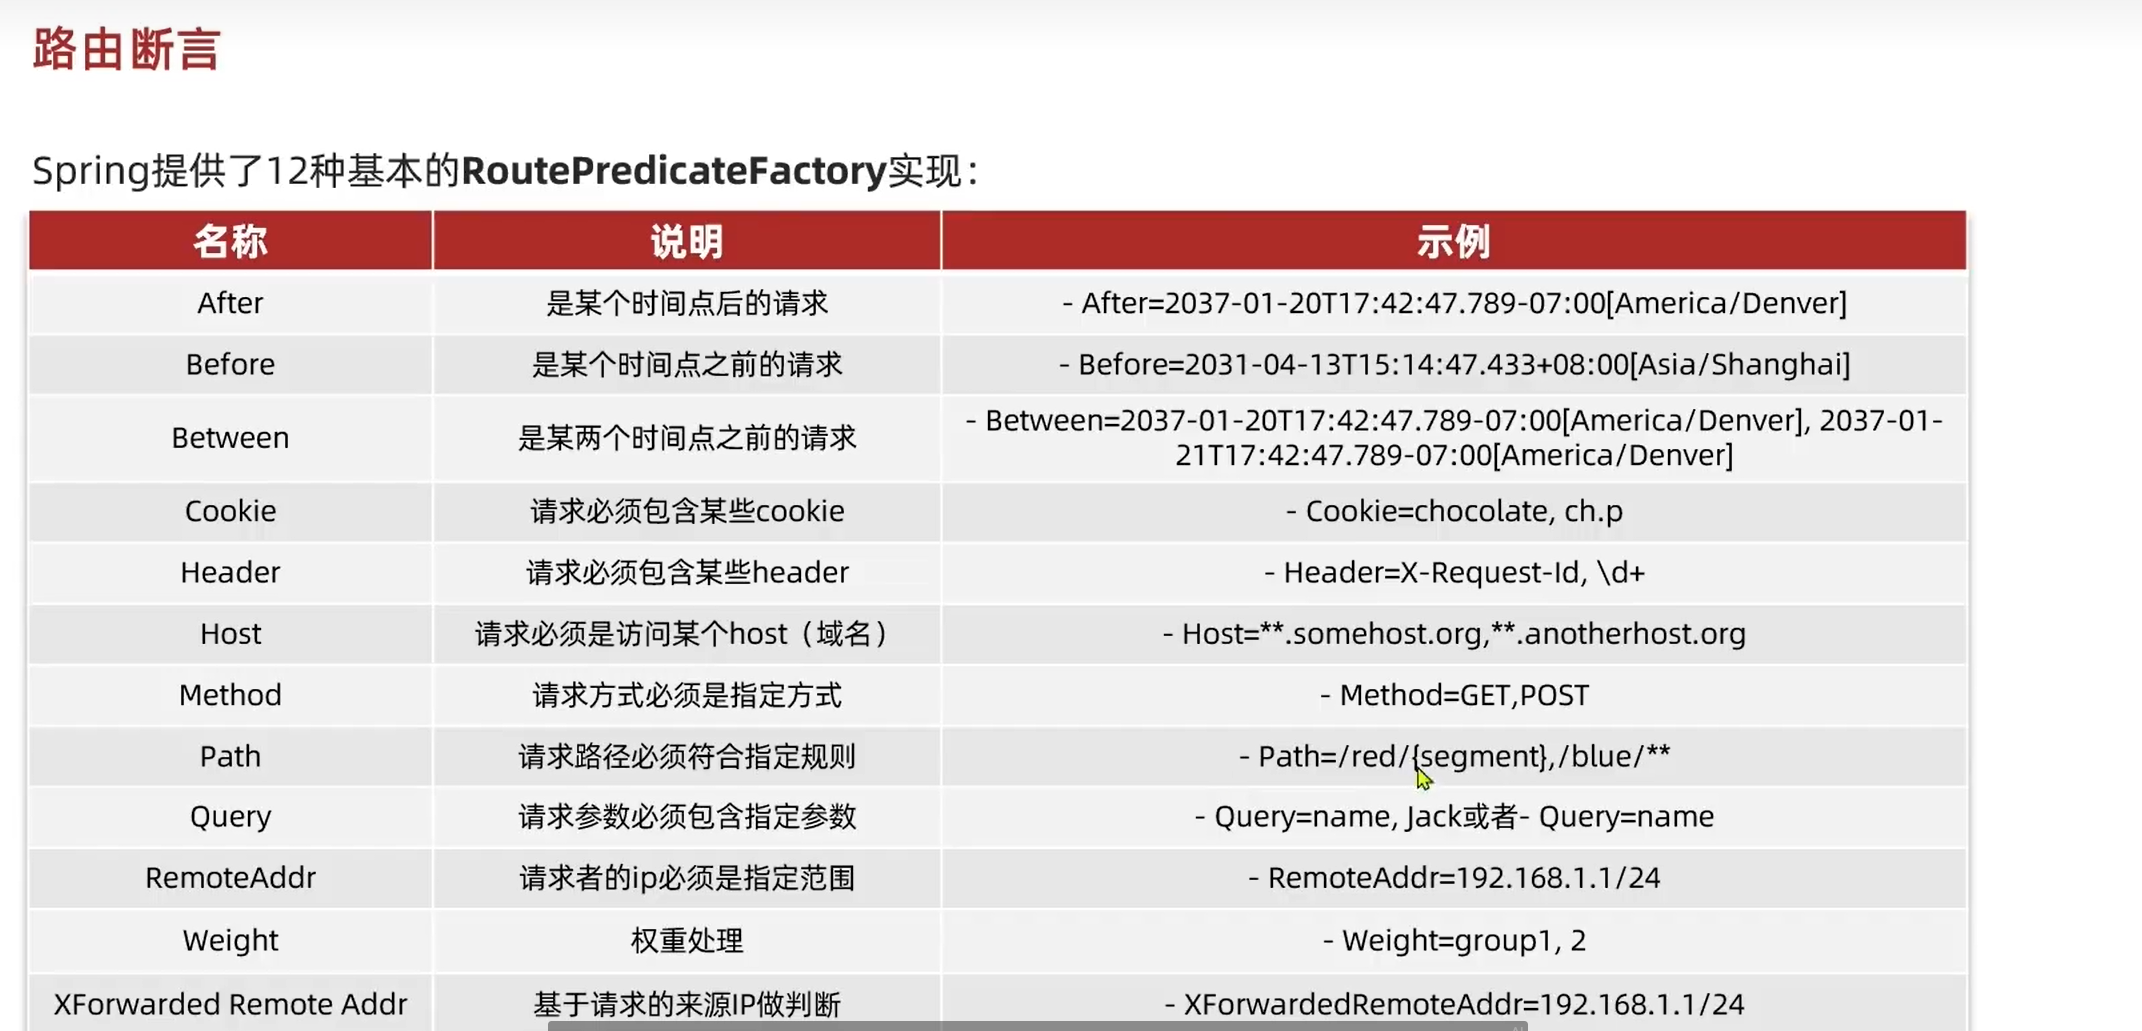 路由断言
Spring提供了12种基本的RoutePredicateFactory实现：
名称 说明 示例
After 是某个时间点后的请求 - After=2037-01-20T17:42:47.789-07:00[America/Denver]
Before 是某个时间点之前的请求 - Before=2031-04-13T15:14:47.433+08:00[Asia/Shanghai]
Between 是某两个时间点之前的请求 - Between=2037-01-20T17:42:47.789-07:00[America/Denver], 2037-01-
21T17:42:47.789-07:00[America/Denver]
Cookie 请求必须包含某些cookie - Cookie=chocolate, ch.p
Header 请求必须包含某些header - Header=X-Request-Id, \d+
Host 请求必须是访问某个host（域名） - Host=**.somehost.org,**.anotherhost.org
Method 请求方式必须是指定方式 - Method=GET,POST
Path 请求路径必须符合指定规则 - Path=/red/{segment},/blue/**
Query 请求参数必须包含指定参数 - Query=name, Jack或者- Query=name
RemoteAddr 请求者的ip必须是指定范围 - RemoteAddr=192.168.1.1/24
Weight 权重处理 - Weight=group1, 2
XForwarded Remote Addr 基于请求的来源IP做判断 - XForwardedRemoteAddr=192.168.1.1/24